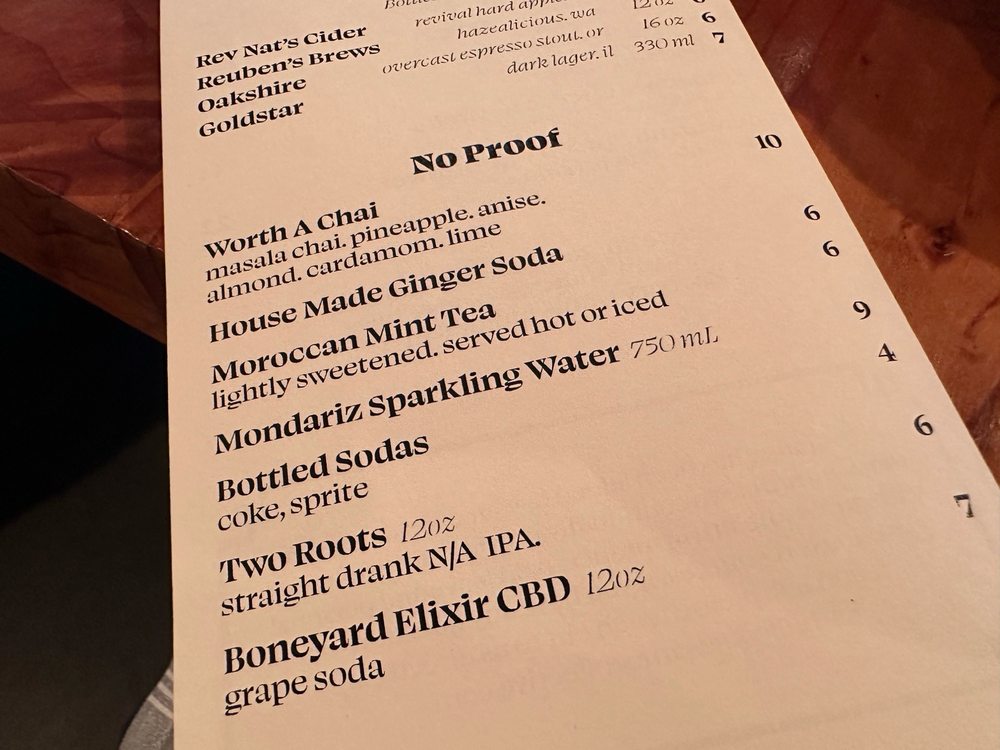 revival hard apple.
Rev Nat's Cider hazealicious. wa 12 oz
Reuben's Brews overcast espresso stout. or 16 oz 6
Oakshire dark lager. il 330 ml 7
Goldstar
No Proof
Worth A Chai 10
masala chai. pineapple. anise.
almond. cardamom. lime
House Made Ginger Soda 6
Moroccan Mint Tea 6
lightly sweetened. served hot or iced
Mondariz Sparkling Water 750 mL 9
Bottled Sodas 4
coke, sprite
Two Roots 12oz 6
straight drank N/A IPA.
Boneyard Elixir CBD 12oz 7
grape soda